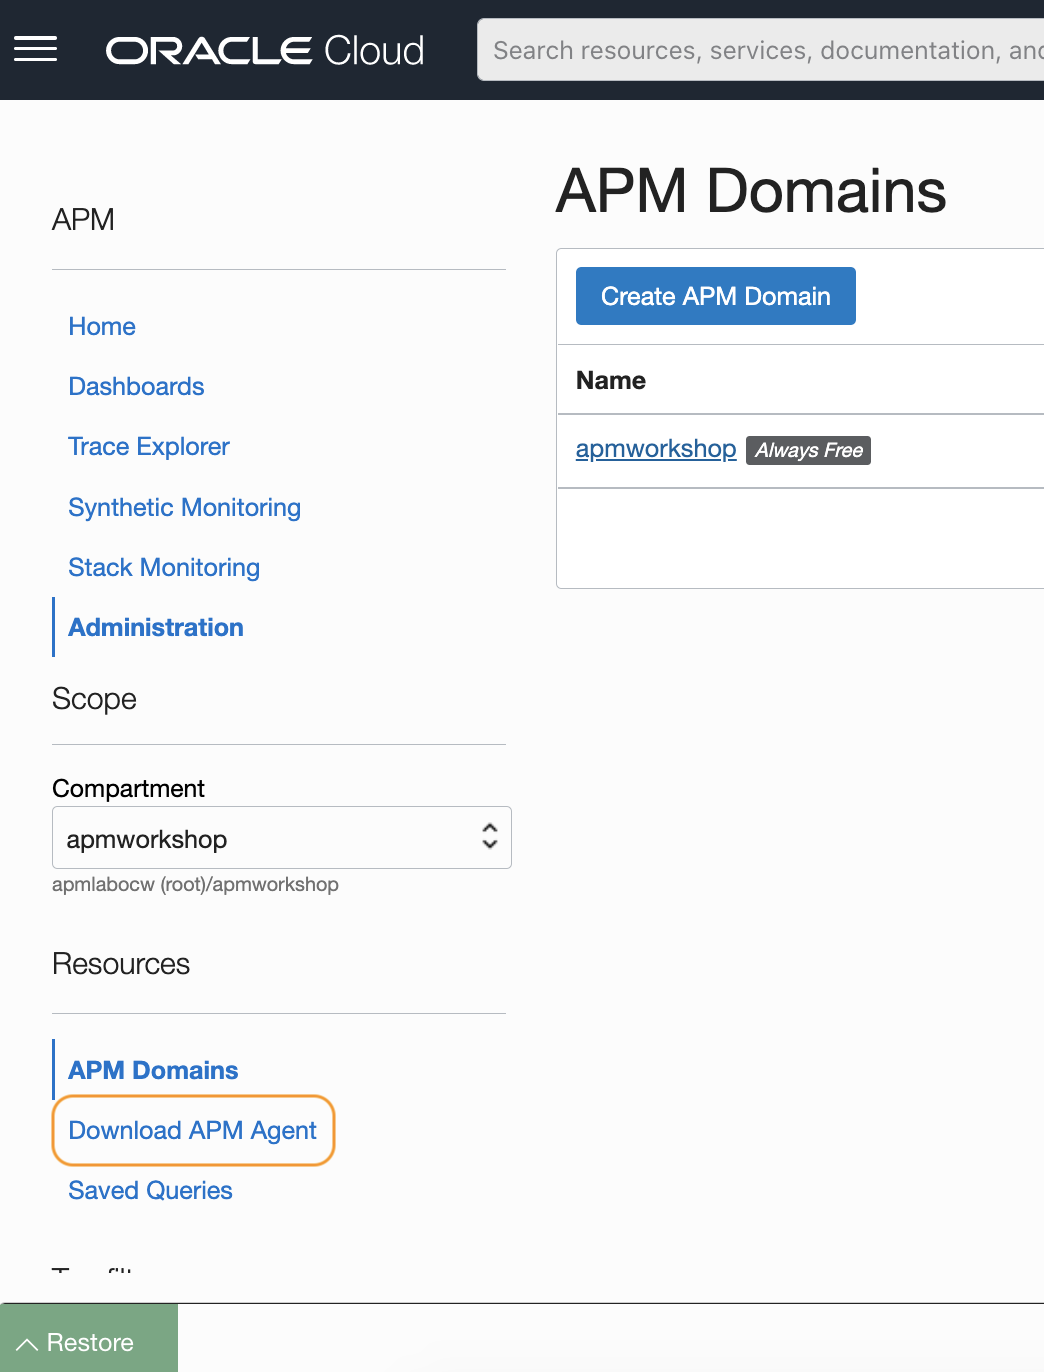 ORACLE Cloud
Search resources, services, documentation, and
APM
Home
Dashboards
Trace Explorer
Synthetic Monitoring
Stack Monitoring
Administration
Scope
Compartment
apmworkshop
apmlabocw (root)/apmworkshop
Resources
APM Domains
Download APM Agent
Saved Queries
APM Domains
Create APM Domain
Name
apmworkshop Always Free
Restore